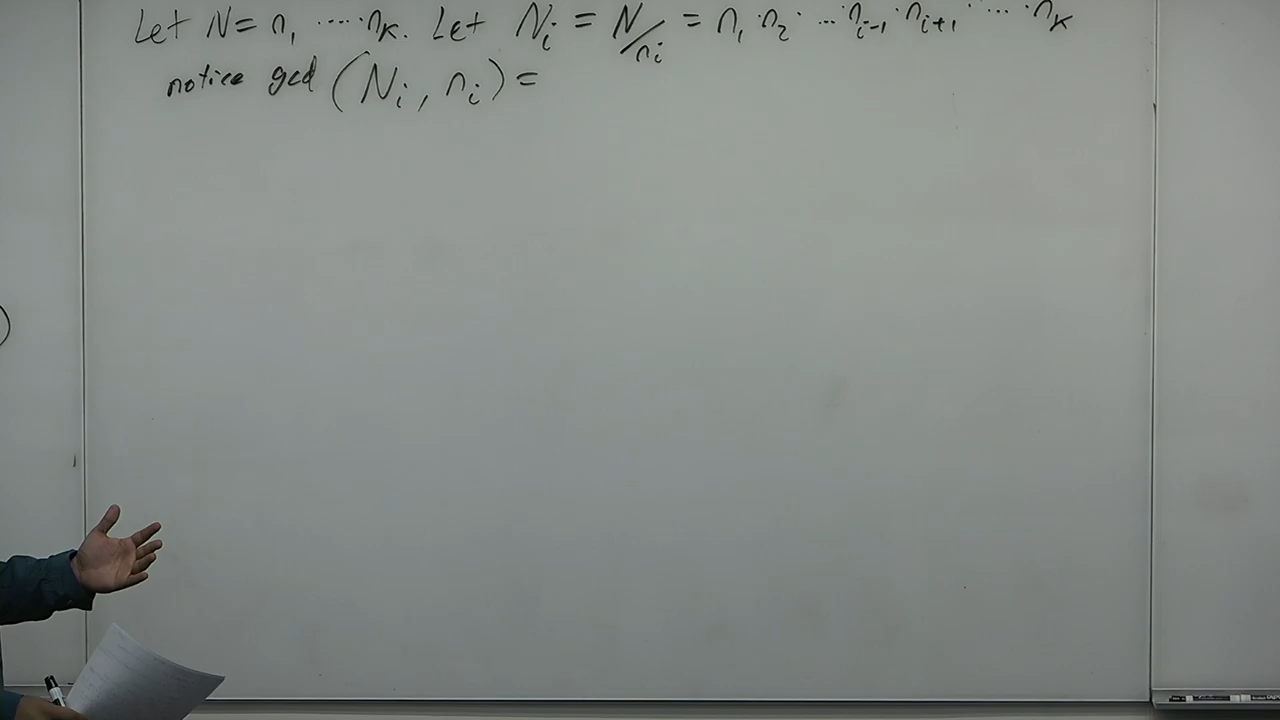 Let N = n₁ ····· nₖ. Let Nᵢ = N/nᵢ = n₁·n₂· ... nᵢ₋₁·nᵢ₊₁· ···· ·nₖ
notice gcd (Nᵢ, nᵢ) =